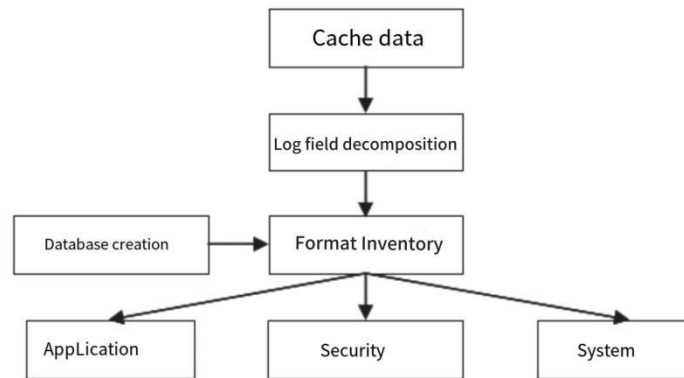 Cache data
Log field decomposition
Database creation
Format Inventory
AppLication
Security
System